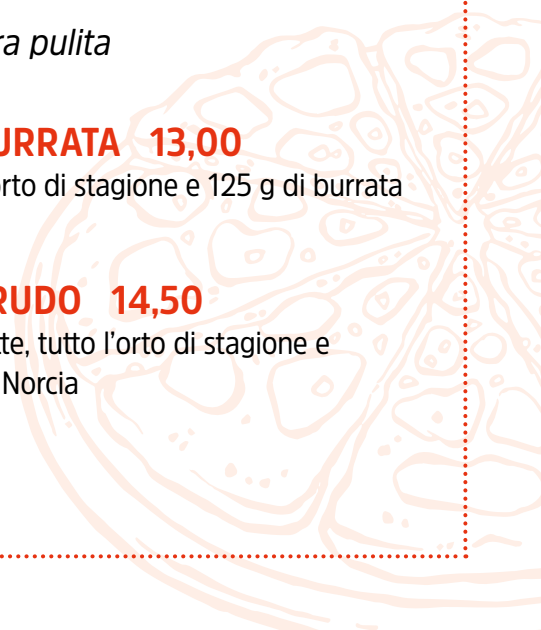 ra pulita
URRATA 13,00
orto di stagione e 125 g di burrata
RUDO 14,50
te, tutto l'orto di stagione e
Norcia